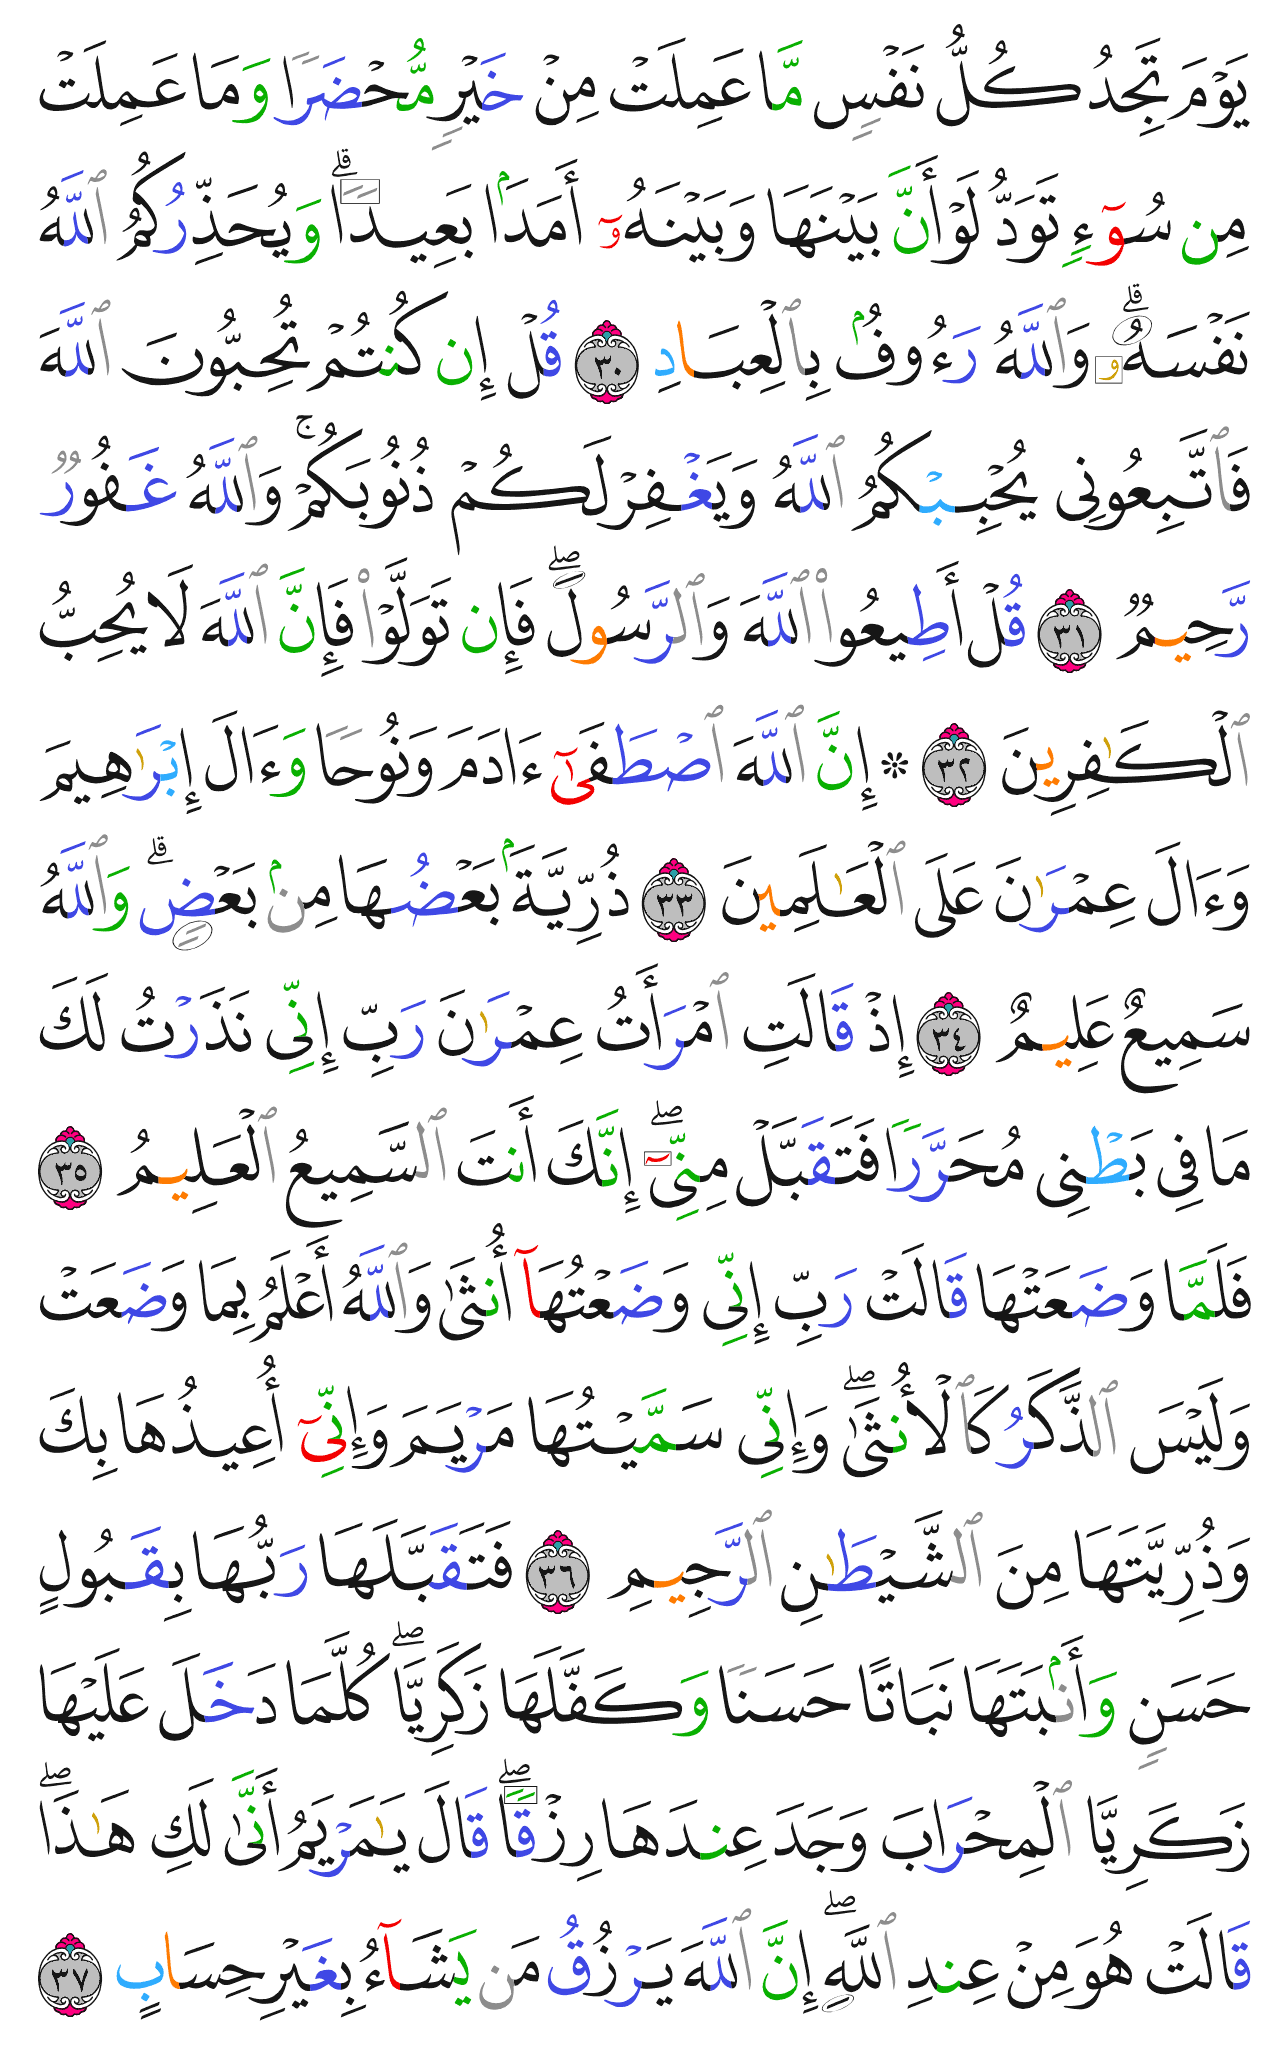 يَوْمَ تَجِدُ كُلُّ نَفْسٍ مَّا عَمِلَتْ مِنْ خَيْرٍ مُّحْضَرًا وَمَا عَمِلَتْ
مِن سُوٓءٍ تَوَدُّ لَوْ أَنَّ بَيْنَهَا وَبَيْنَهُۥٓ أَمَدَۢا بَعِيدًا ۗ وَيُحَذِّرُكُمُ ٱللَّهُ
نَفْسَهُۥ ۗ وَٱللَّهُ رَءُوفُۢ بِٱلْعِبَادِ ٣٠ قُلْ إِن كُنتُمْ تُحِبُّونَ ٱللَّهَ
فَٱتَّبِعُونِى يُحْبِبْكُمُ ٱللَّهُ وَيَغْفِرْ لَكُمْ ذُنُوبَكُمْ ۚ وَٱللَّهُ غَفُورٌ
رَّحِيمٌ ٣١ قُلْ أَطِيعُوا۟ ٱللَّهَ وَٱلرَّسُولَ ۖ فَإِن تَوَلَّوْا۟ فَإِنَّ ٱللَّهَ لَا يُحِبُّ
ٱلْكَـٰفِرِينَ ٣٢ ۞ إِنَّ ٱللَّهَ ٱصْطَفَىٰٓ ءَادَمَ وَنُوحًا وَءَالَ إِبْرَٰهِيمَ
وَءَالَ عِمْرَٰنَ عَلَى ٱلْعَـٰلَمِينَ ٣٣ ذُرِّيَّةَۢ بَعْضُهَا مِنۢ بَعْضٍ ۗ وَٱللَّهُ
سَمِيعٌ عَلِيمٌ ٣٤ إِذْ قَالَتِ ٱمْرَأَتُ عِمْرَٰنَ رَبِّ إِنِّى نَذَرْتُ لَكَ
مَا فِى بَطْنِى مُحَرَّرًا فَتَقَبَّلْ مِنِّىٓ ۖ إِنَّكَ أَنتَ ٱلسَّمِيعُ ٱلْعَلِيمُ ٣٥
فَلَمَّا وَضَعَتْهَا قَالَتْ رَبِّ إِنِّى وَضَعْتُهَآ أُنثَىٰ وَٱللَّهُ أَعْلَمُ بِمَا وَضَعَتْ
وَلَيْسَ ٱلذَّكَرُ كَٱلْأُنثَىٰ ۖ وَإِنِّى سَمَّيْتُهَا مَرْيَمَ وَإِنِّىٓ أُعِيذُهَا بِكَ
وَذُرِّيَّتَهَا مِنَ ٱلشَّيْطَـٰنِ ٱلرَّجِيمِ ٣٦ فَتَقَبَّلَهَا رَبُّهَا بِقَبُولٍ
حَسَنٍ وَأَنۢبَتَهَا نَبَاتًا حَسَنًا وَكَفَّلَهَا زَكَرِيَّا ۖ كُلَّمَا دَخَلَ عَلَيْهَا
زَكَرِيَّا ٱلْمِحْرَابَ وَجَدَ عِندَهَا رِزْقًا ۖ قَالَ يَـٰمَرْيَمُ أَنَّىٰ لَكِ هَـٰذَا ۖ
قَالَتْ هُوَ مِنْ عِندِ ٱللَّهِ ۖ إِنَّ ٱللَّهَ يَرْزُقُ مَن يَشَآءُ بِغَيْرِ حِسَابٍ ٣٧